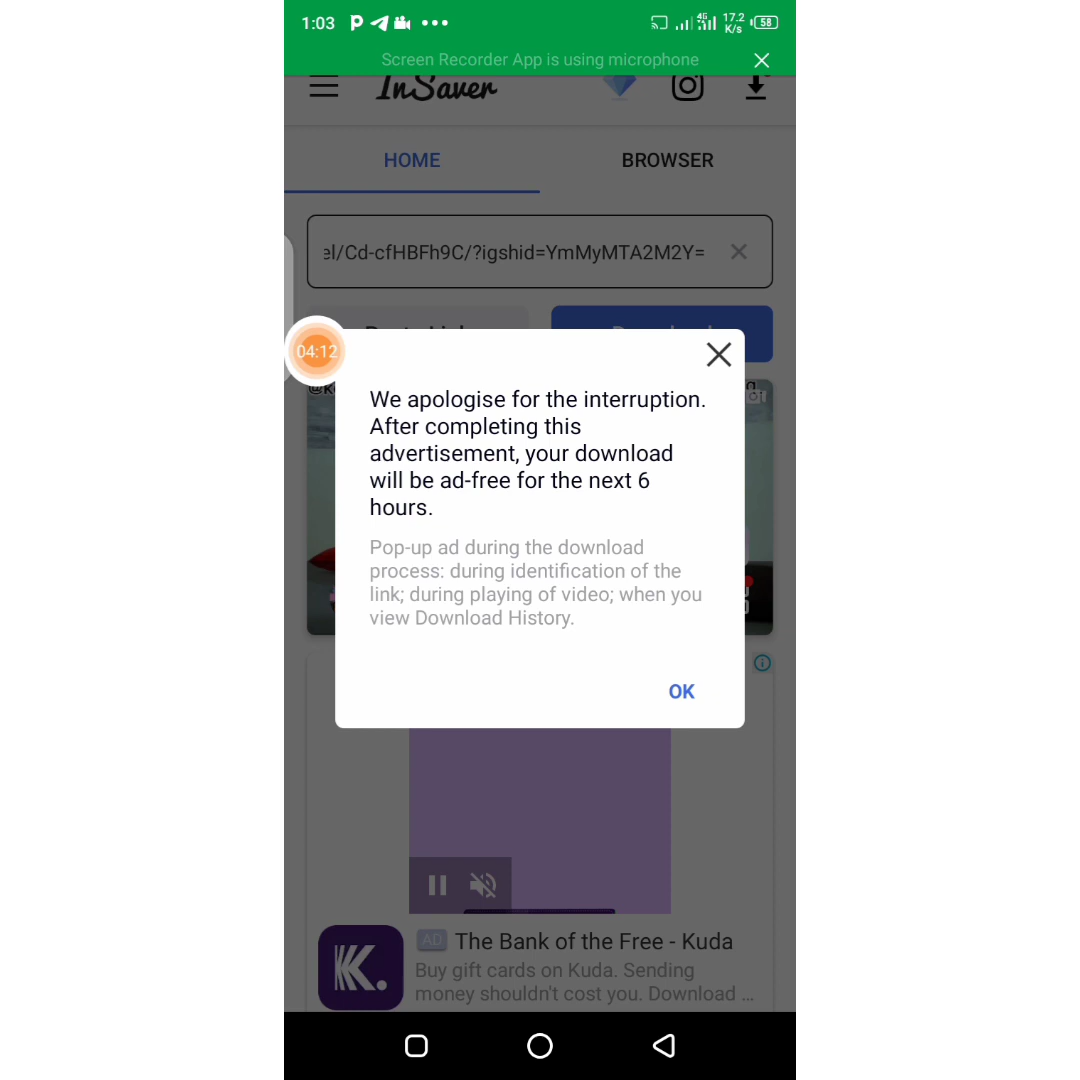 1:03
4G
17.2
K/s
58
Screen Recorder App is using microphone
InSaver
HOME
BROWSER
el/Cd-cfHBFh9C/?igshid=YmMyMTA2M2Y=
04:12
We apologise for the interruption.
After completing this
advertisement, your download
will be ad-free for the next 6
hours.
Pop-up ad during the download
process: during identification of the
link; during playing of video; when you
view Download History.
OK
K.
AD The Bank of the Free - Kuda
Buy gift cards on Kuda. Sending
money shouldn't cost you. Download ...